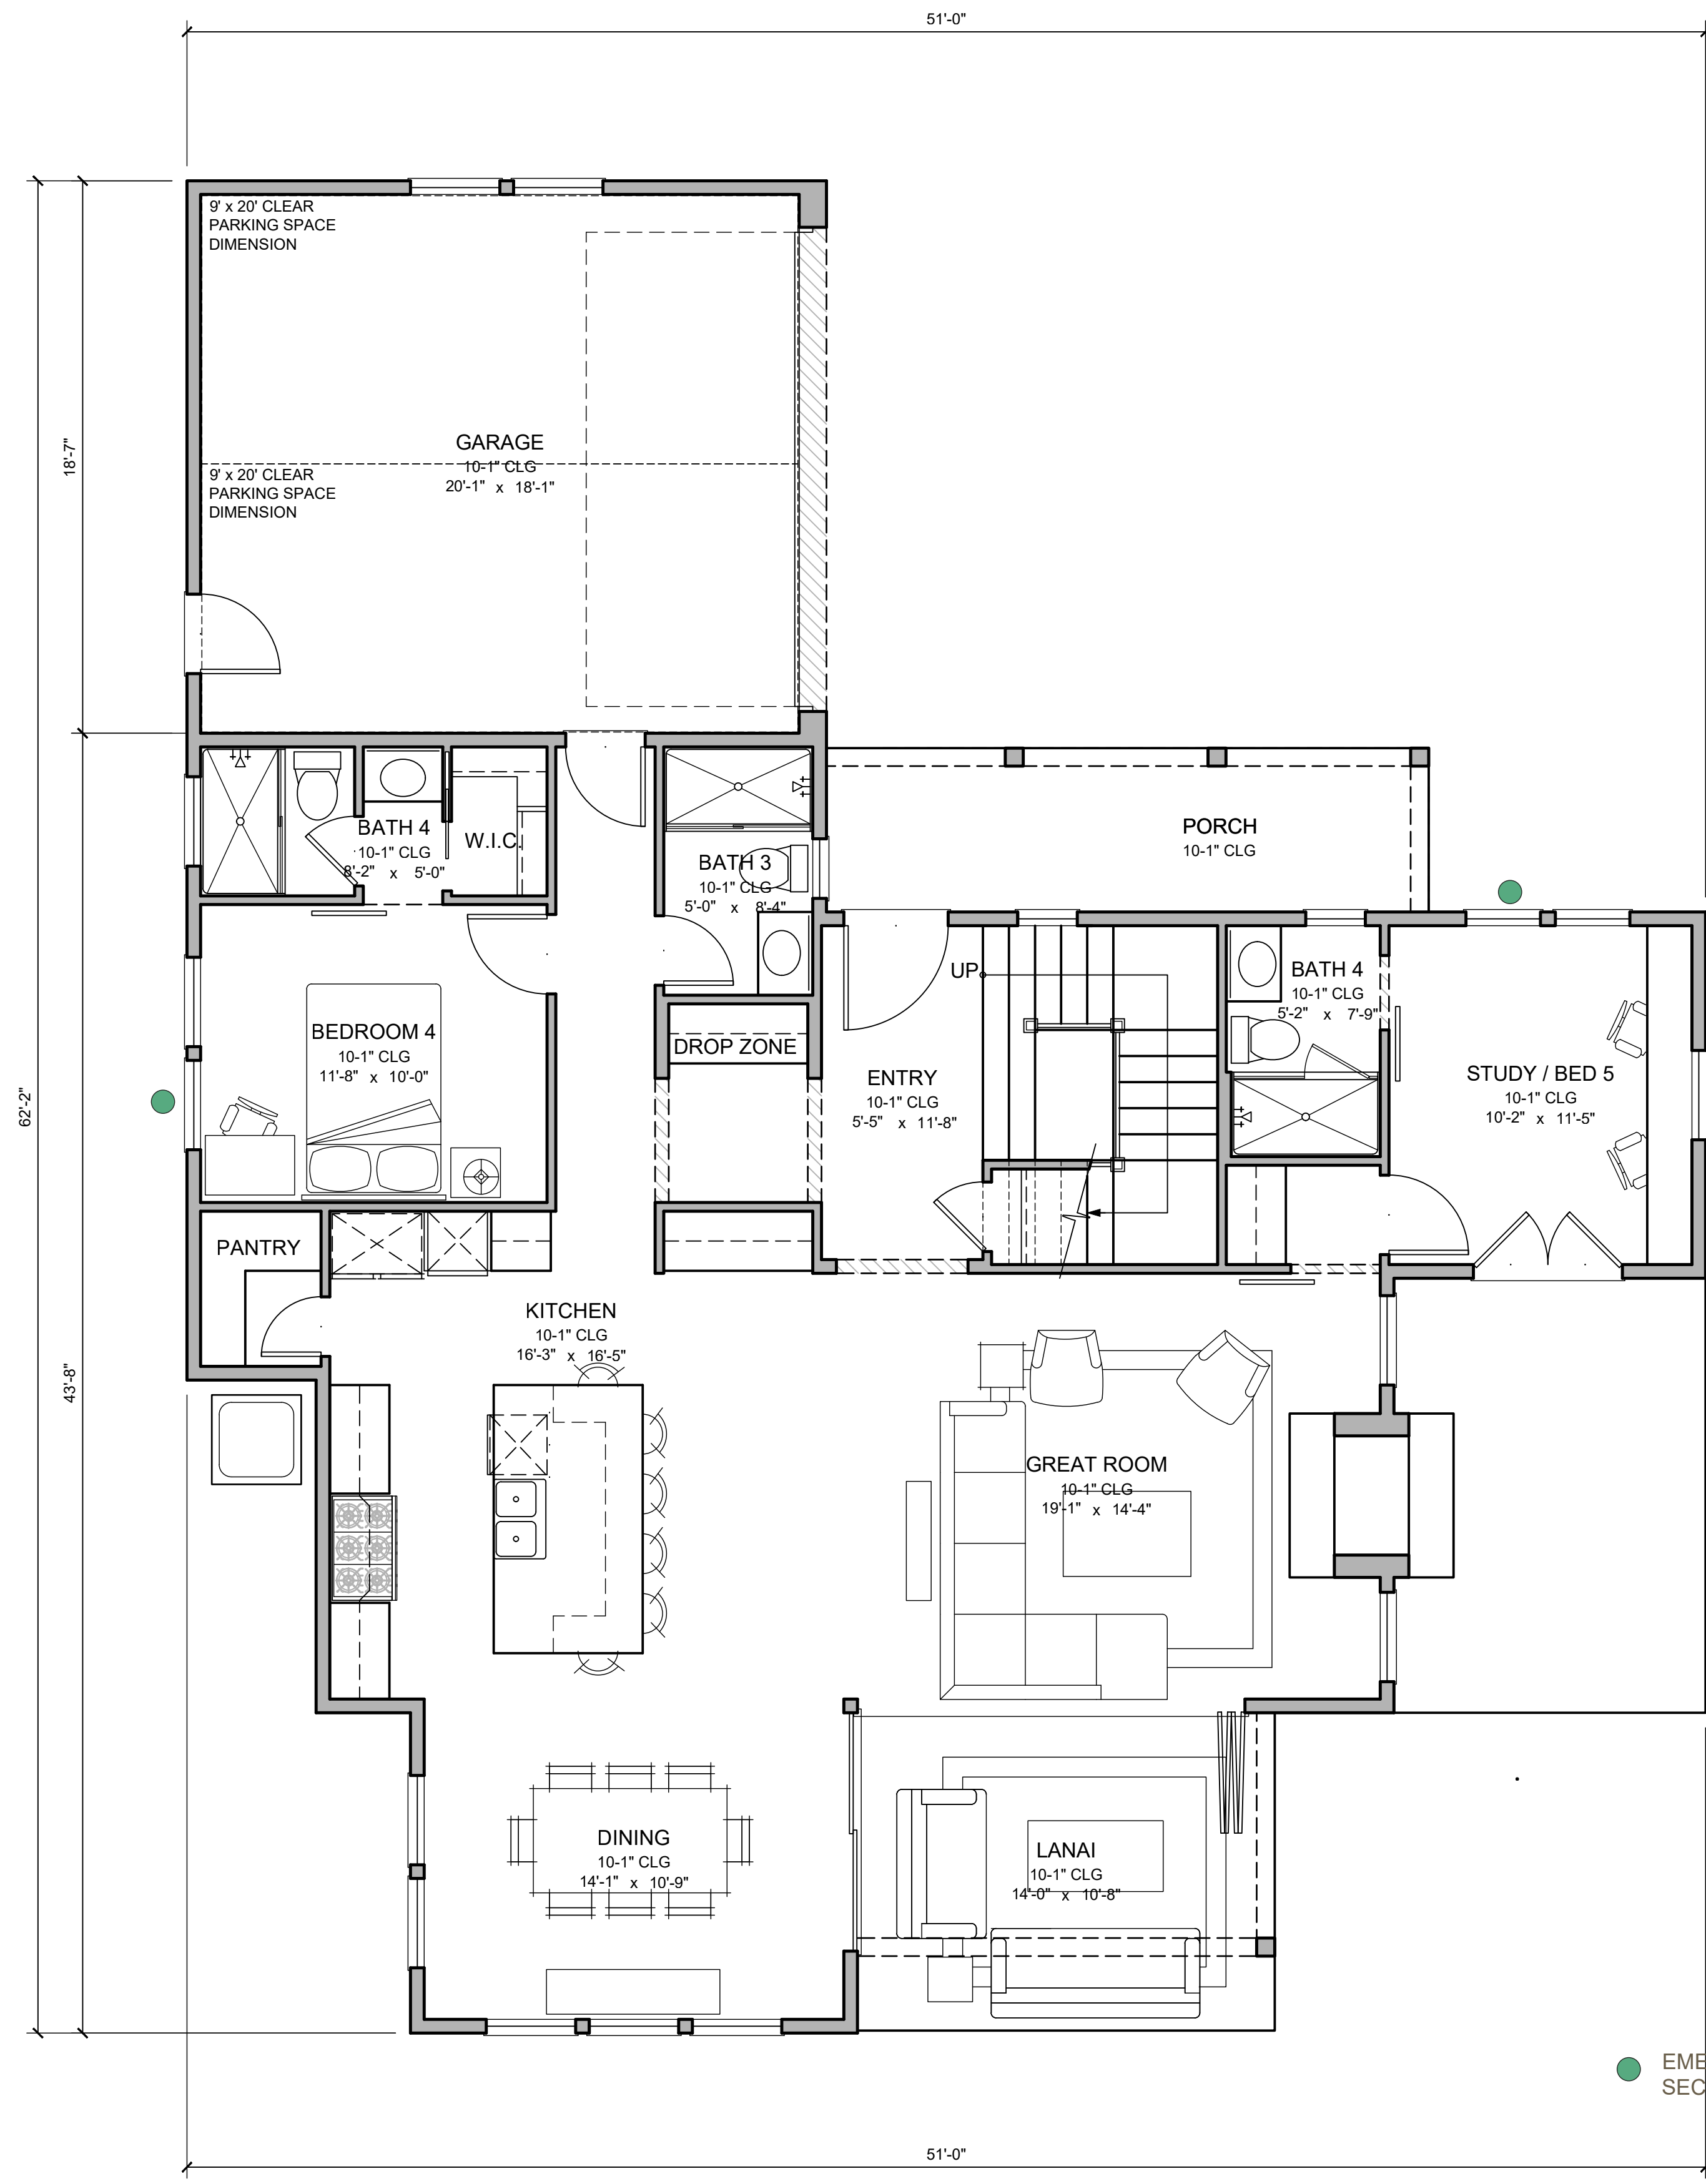 51'-0"
9' x 20' CLEAR
PARKING SPACE
DIMENSION
GARAGE
10-1" CLG
20'-1" x 18'-1"
18'-7"
9' x 20' CLEAR
PARKING SPACE
DIMENSION
BATH 4
10-1" CLG
8'-2" x 5'-0"
W.I.C.
BATH 3
10-1" CLG
5'-0" x 8'-4"
PORCH
10-1" CLG
UP
BATH 4
10-1" CLG
5'-2" x 7'-9"
BEDROOM 4
10-1" CLG
11'-8" x 10'-0"
DROP ZONE
ENTRY
10-1" CLG
5'-5" x 11'-8"
STUDY / BED 5
10-1" CLG
10'-2" x 11'-5"
62'-2"
PANTRY
KITCHEN
10-1" CLG
16'-3" x 16'-5"
43'-8"
GREAT ROOM
10-1" CLG
19'-1" x 14'-4"
DINING
10-1" CLG
14'-1" x 10'-9"
LANAI
10-1" CLG
14'-0" x 10'-8"
EME
SEC
51'-0"